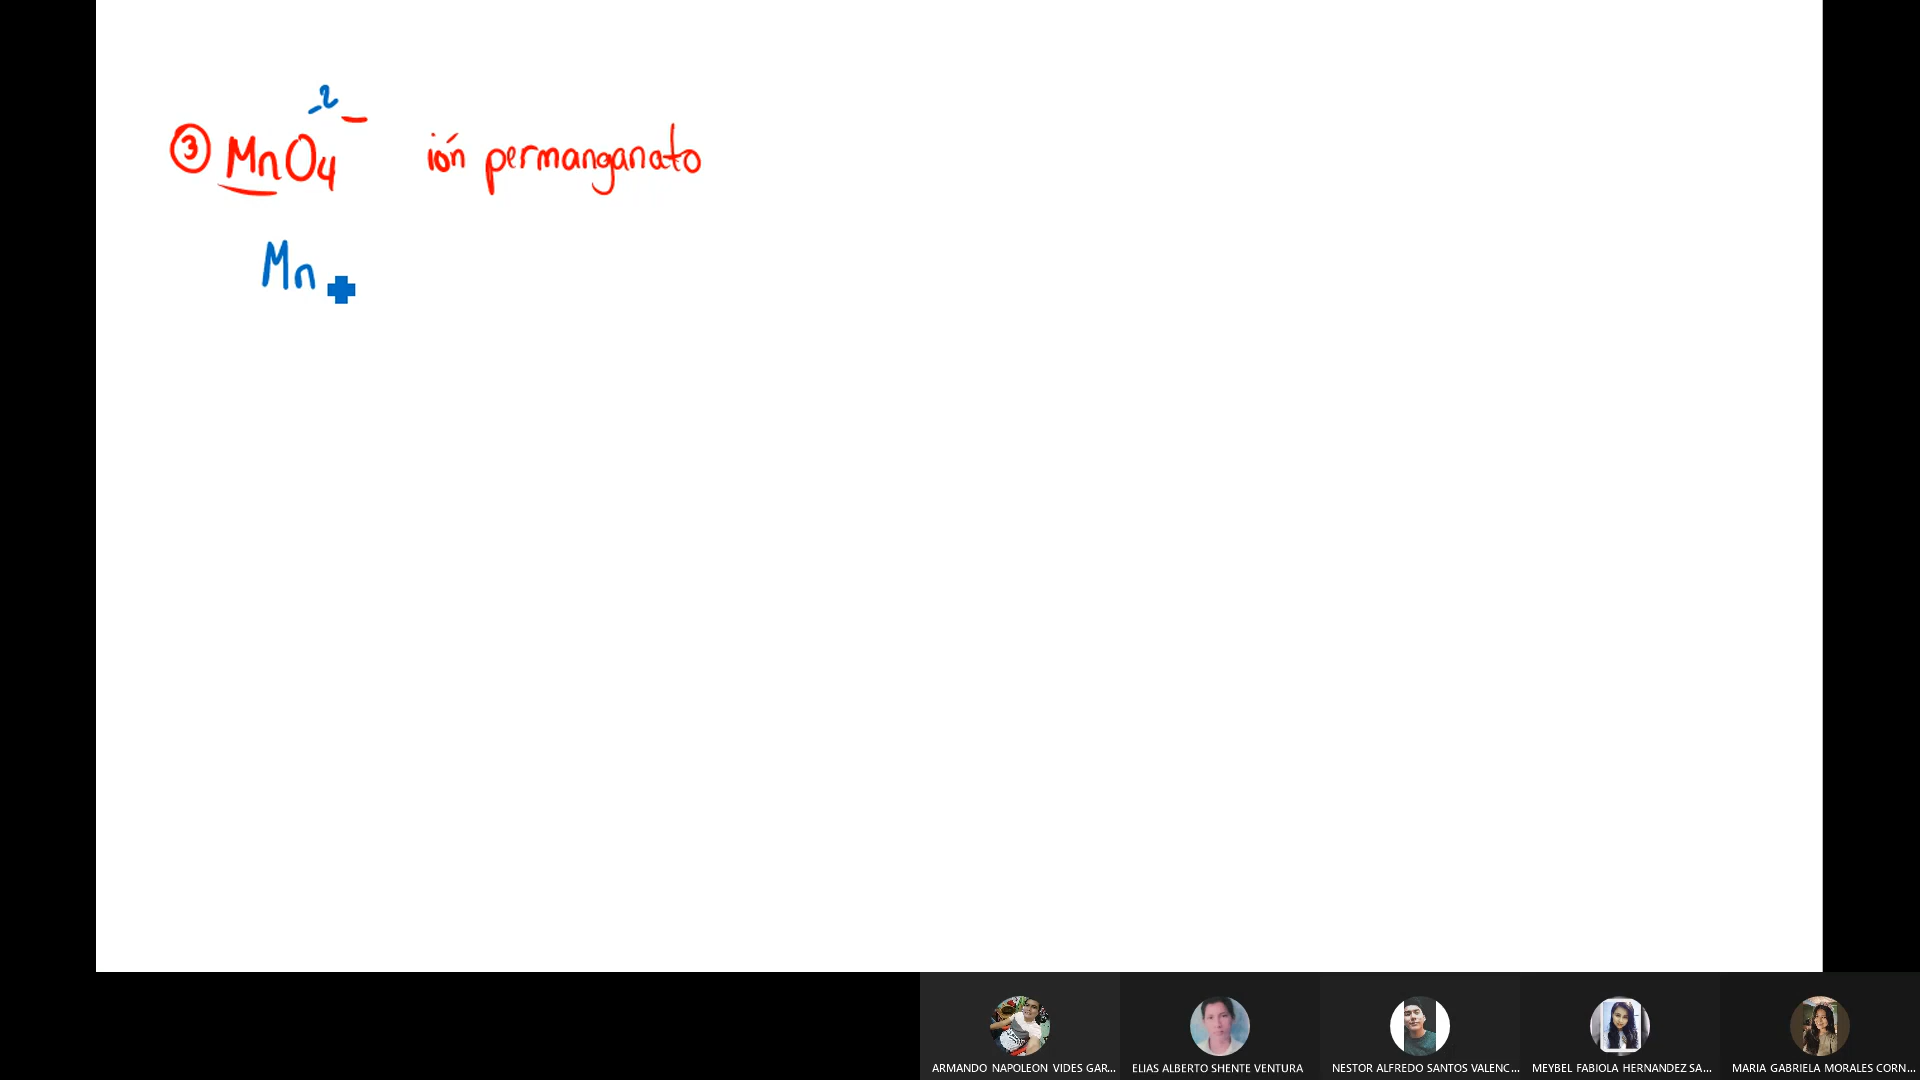 -2
③ MnO4 − ión permanganato
Mn
ARMANDO NAPOLEON VIDES GAR...
ELIAS ALBERTO SHENTE VENTURA
NESTOR ALFREDO SANTOS VALENC...
MEYBEL FABIOLA HERNANDEZ SA...
MARIA GABRIELA MORALES CORN...